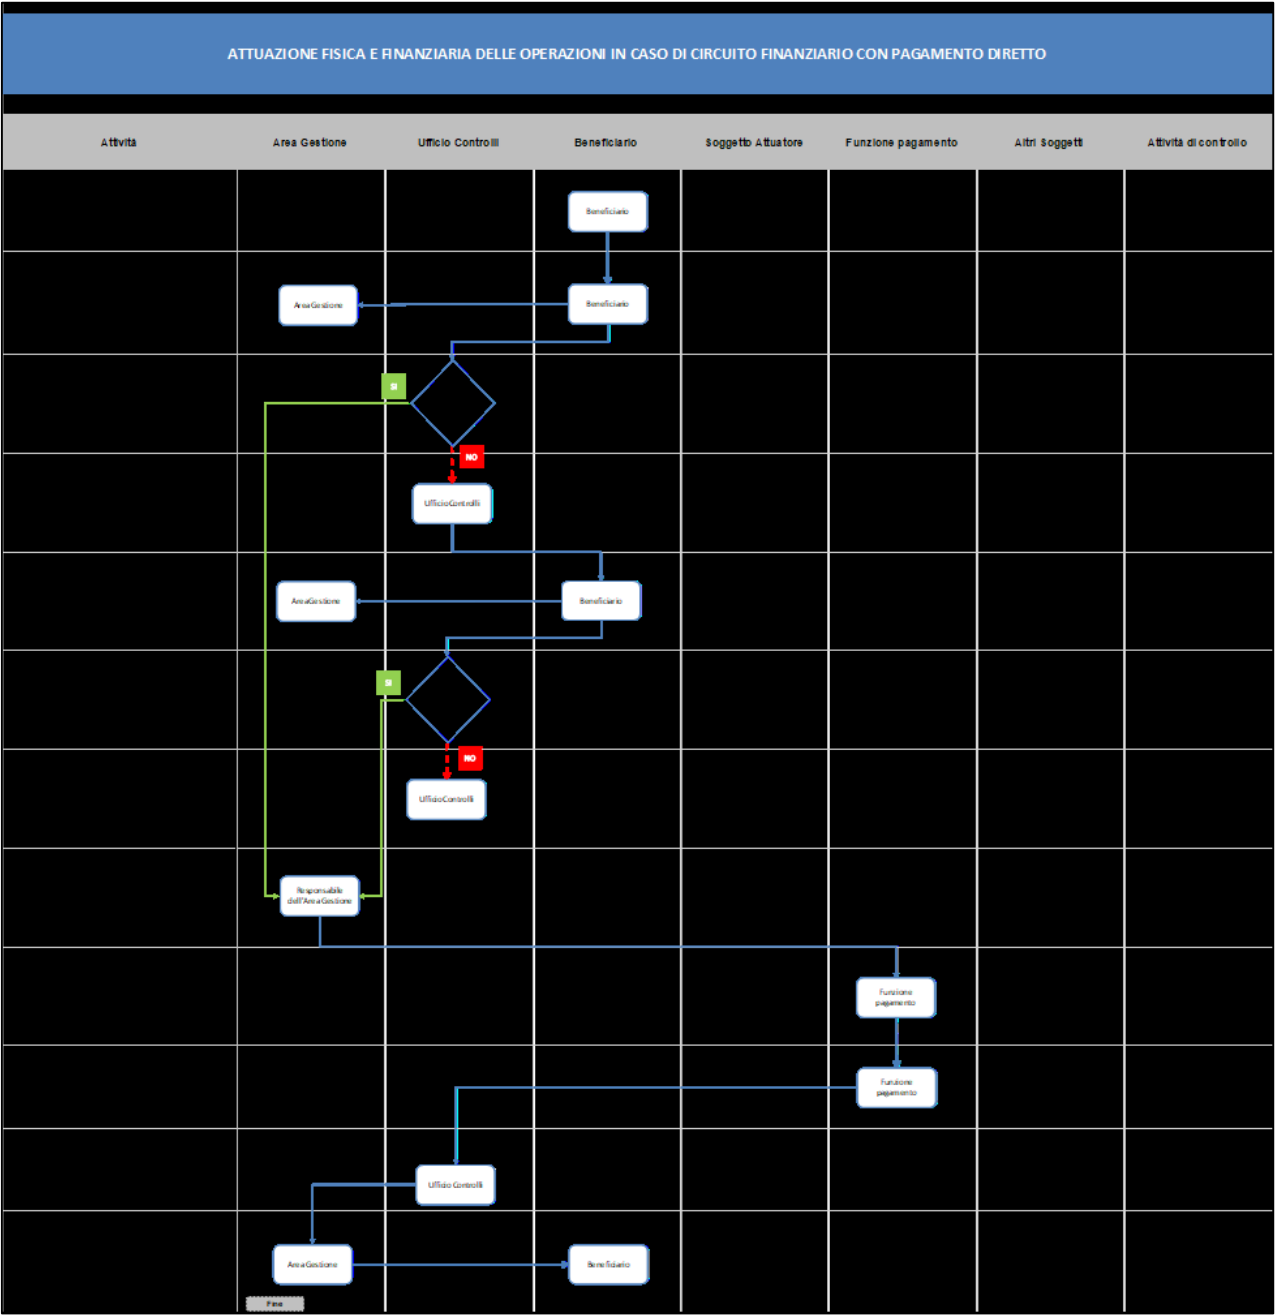 ATTUAZIONE FISICA E FINANZIARIA DELLE OPERAZIONI IN CASO DI CIRCUITO FINANZIARIO CON PAGAMENTO DIRETTO
Attività Area Gestione Ufficio Controlli Beneficiario Soggetto Attuatore Funzione pagamento Altri Soggetti Attività di controllo
Beneficiario
Area Gestione Beneficiario
SI
NO
Ufficio Controlli
Area Gestione Beneficiario
SI
NO
Ufficio Controlli
Responsabile
dell'Area Gestione
Funzione
pagamento
Funzione
pagamento
Ufficio Controlli
Area Gestione Beneficiario
Fine